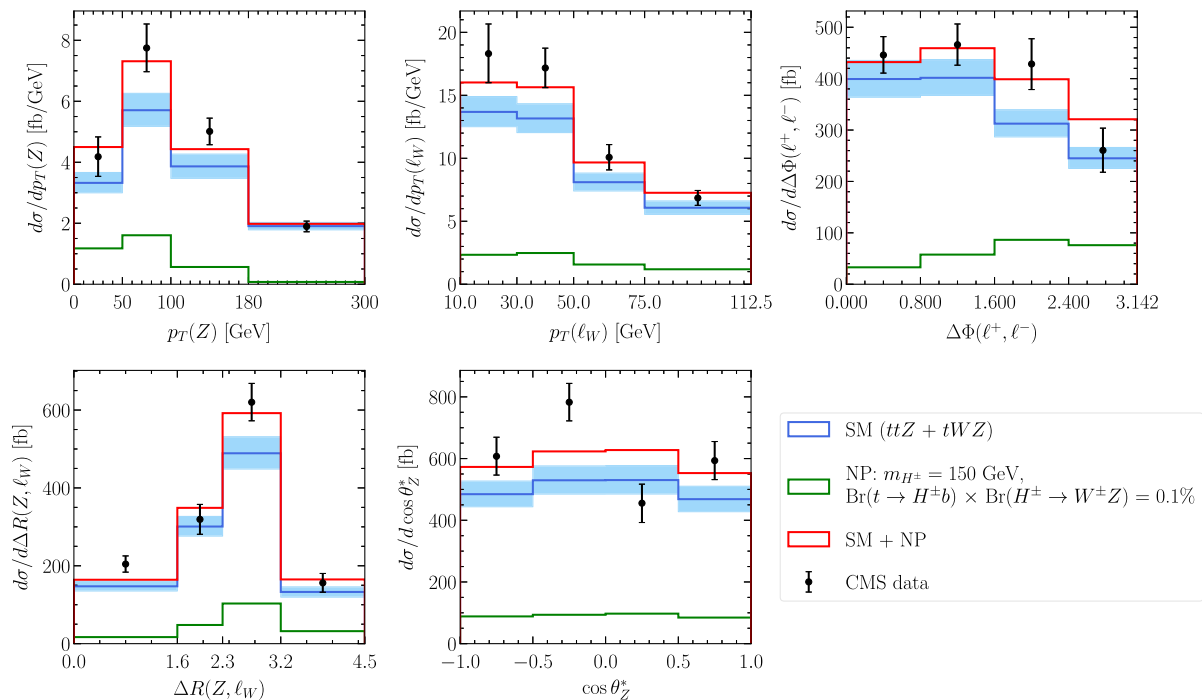 dσ/dp_T(Z) [fb/GeV]
8
6
4
2
0
0 50 100 180 300
p_T(Z) [GeV]
dσ/dp_T(ℓ_W) [fb/GeV]
20
15
10
5
0
10.0 30.0 50.0 75.0 112.5
p_T(ℓ_W) [GeV]
dσ/dΔΦ(ℓ⁺, ℓ⁻) [fb]
500
400
300
200
100
0
0.000 0.800 1.600 2.400 3.142
ΔΦ(ℓ⁺, ℓ⁻)
dσ/dΔR(Z, ℓ_W) [fb]
600
400
200
0
0.0 1.6 2.3 3.2 4.5
ΔR(Z, ℓ_W)
dσ/d cos θ*_Z [fb]
800
600
400
200
0
−1.0 −0.5 0.0 0.5 1.0
cos θ*_Z
SM (ttZ + tWZ)
NP: m_{H±} = 150 GeV,
Br(t → H±b) × Br(H± → W±Z) = 0.1%
SM + NP
CMS data